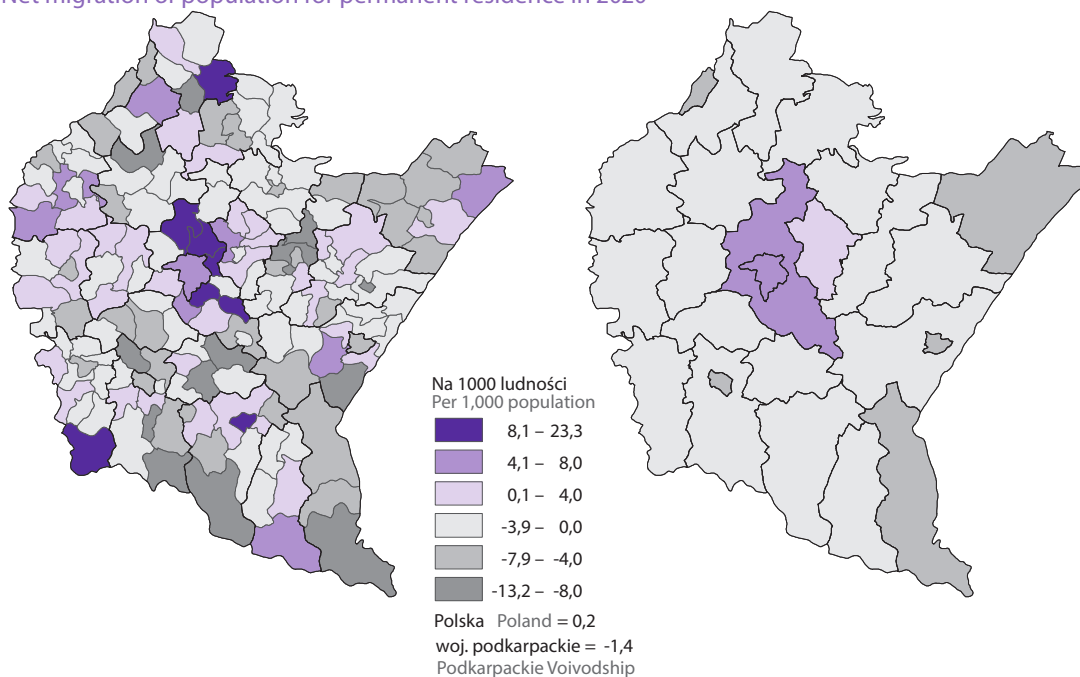 Net migration of population for permanent residence in 2020
Na 1000 ludności
Per 1,000 population
8,1 – 23,3
4,1 – 8,0
0,1 – 4,0
-3,9 – 0,0
-7,9 – -4,0
-13,2 – -8,0
Polska Poland = 0,2
woj. podkarpackie = -1,4
Podkarpackie Voivodship